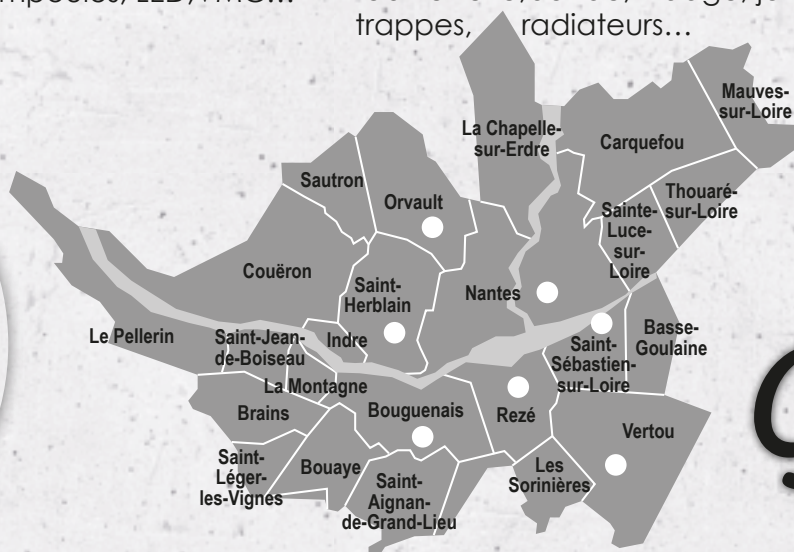 LED,
trappes, radiateurs...
Mauves-
sur-Loire
La Chapelle-
sur-Erdre
Carquefou
Sautron
Orvault
Thouaré-
sur-Loire
Sainte-
Luce-
sur-
Loire
Couëron
Saint-
Herblain
Nantes
Le Pellerin
Saint-Jean-
de-Boiseau
Indre
Saint-
Sébastien-
sur-Loire
Basse-
Goulaine
La Montagne
Brains
Bouguenais
Rezé
Vertou
Saint-
Léger-
les-Vignes
Bouaye
Saint-
Aignan-
de-Grand-Lieu
Les
Sorinières